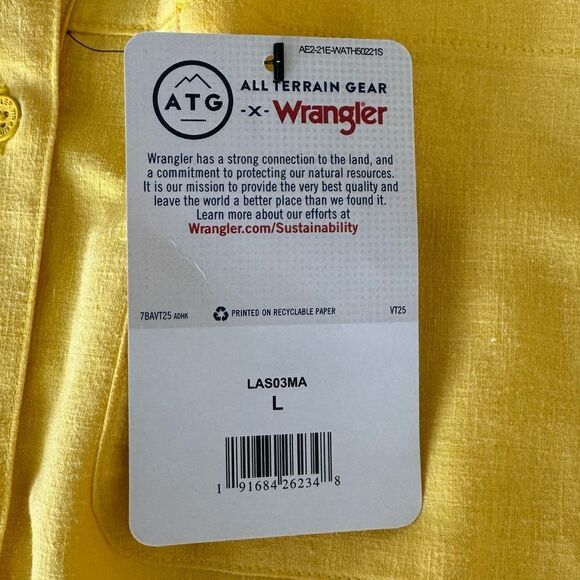 AE2-21E-WATH50221S
ATG
ALL TERRAIN GEAR
-x- Wrangler
Wrangler has a strong connection to the land, and
a commitment to protecting our natural resources.
It is our mission to provide the very best quality and
leave the world a better place than we found it.
Learn more about our efforts at
Wrangler.com/Sustainability
7BAVT25 ADHK
PRINTED ON RECYCLABLE PAPER
VT25
LAS03MA
L
1 91684 26234 8